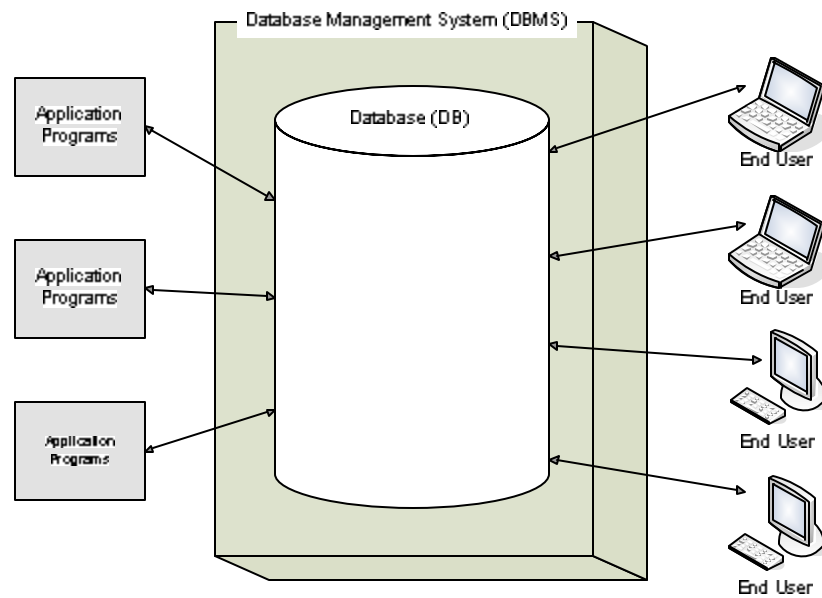 Database Management System (DBMS)
Database (DB)
Application
Programs
Application
Programs
Application
Programs
End User
End User
End User
End User